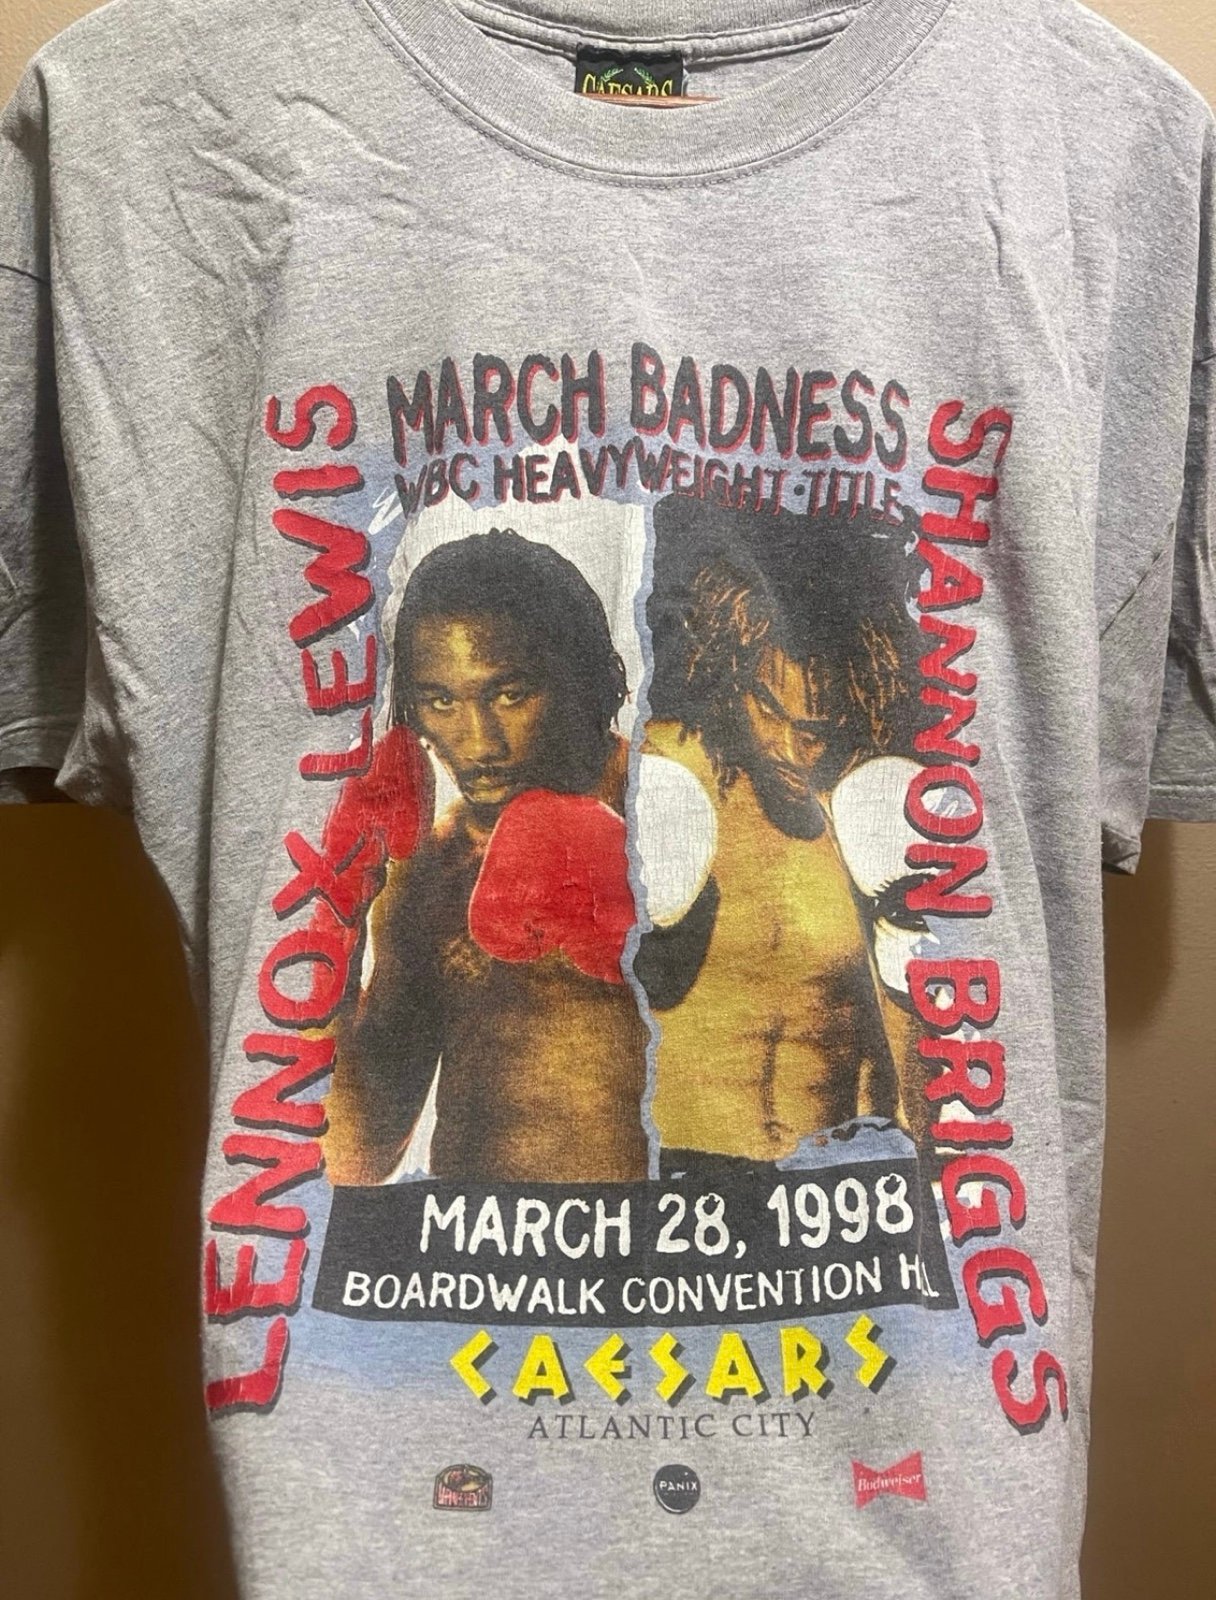 CAESARS
MARCH BADNESS
WBC HEAVYWEIGHT·TITLE
LENNOX LEWIS
SHANNON BRIGGS
MARCH 28, 1998
BOARDWALK CONVENTION
CAESARS
ATLANTIC CITY
PANIX
Budweiser